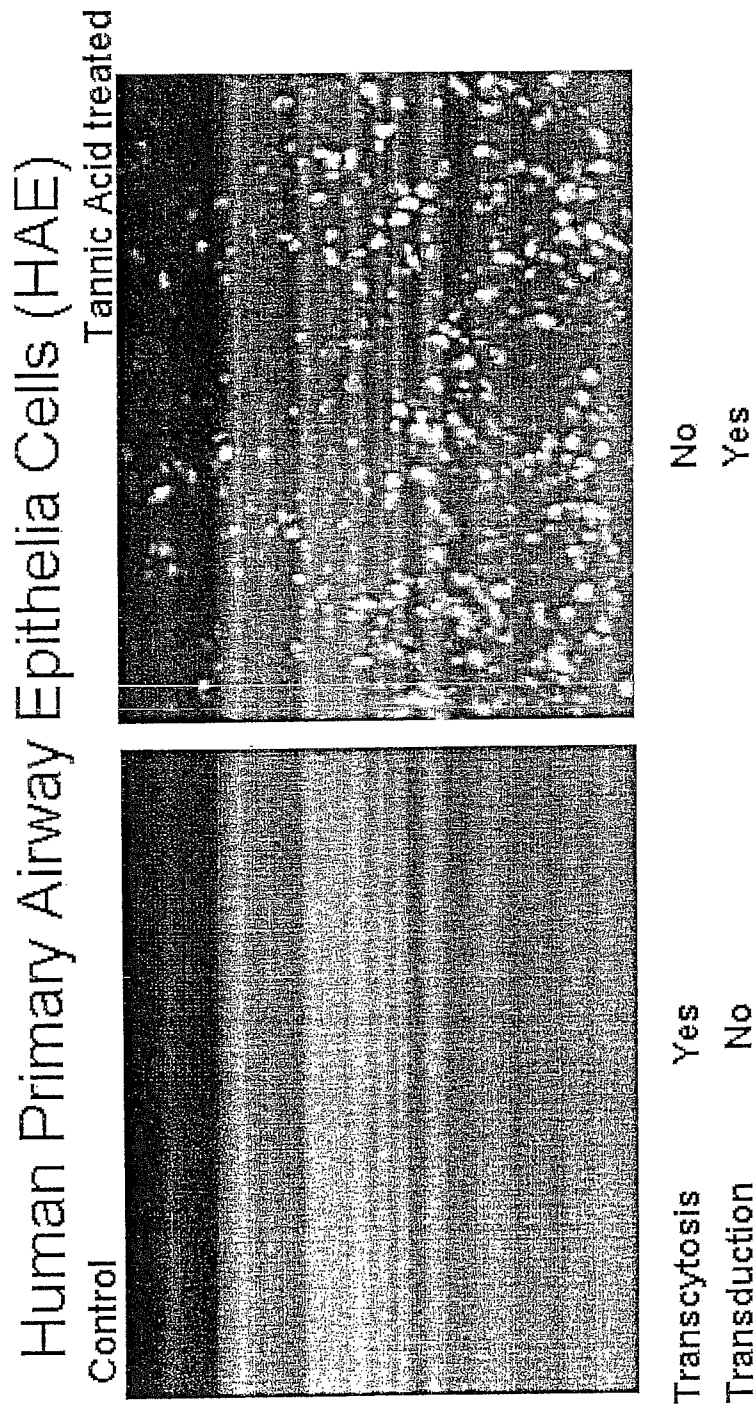 Human Primary Airway Epithelia Cells (HAE)
Control
Tannic Acid treated
Transcytosis Yes No
Transduction No Yes